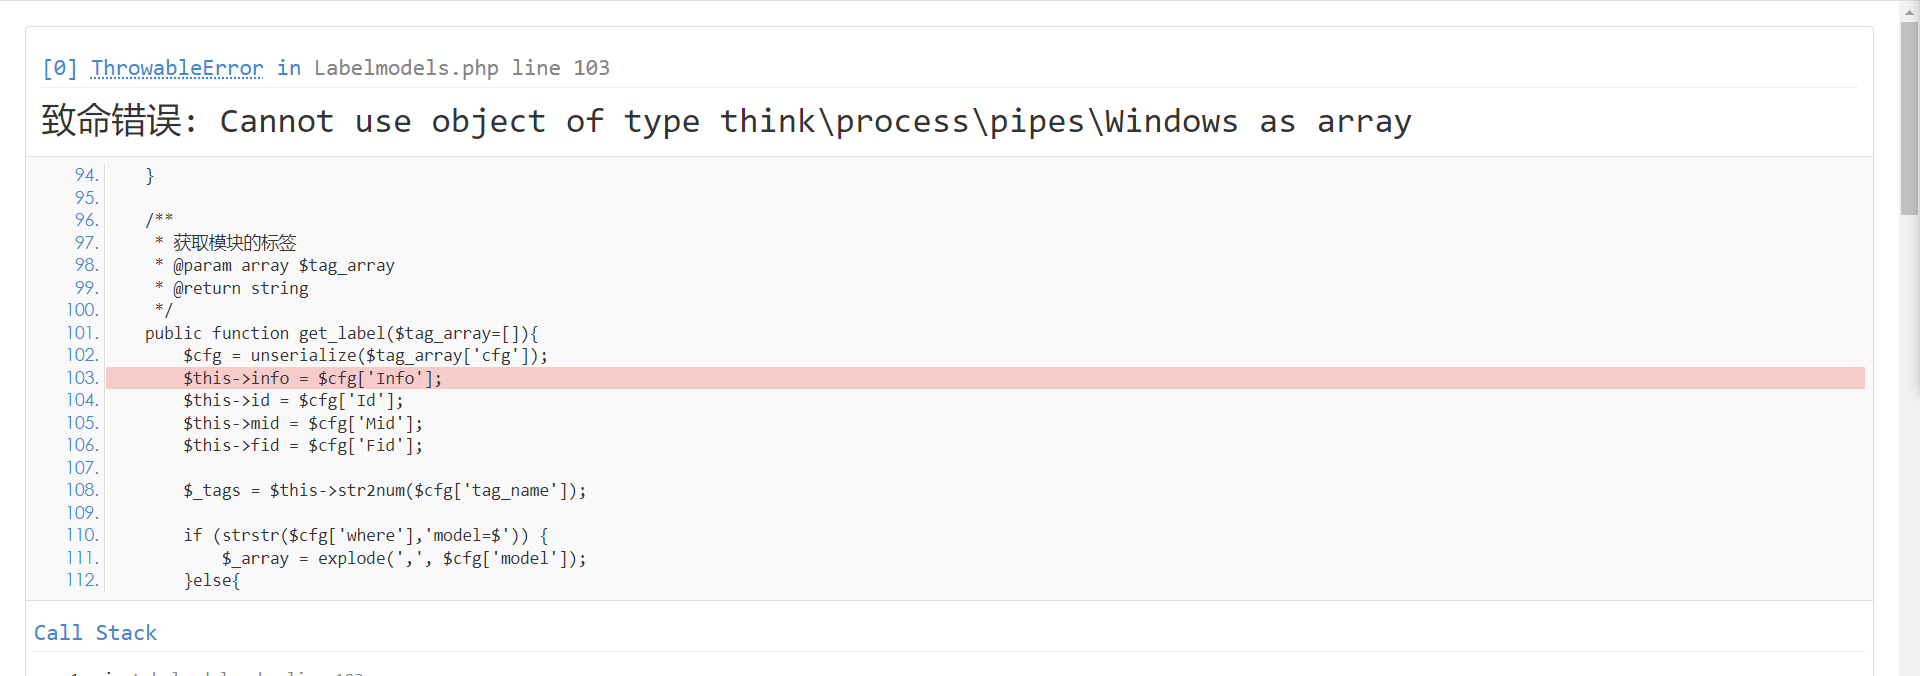 [0] ThrowableError in Labelmodels.php line 103
致命错误: Cannot use object of type think\process\pipes\Windows as array
94. }
95.
96. /**
97. * 获取模块的标签
98. * @param array $tag_array
99. * @return string
100. */
101. public function get_label($tag_array=[]){
102. $cfg = unserialize($tag_array['cfg']);
103. $this->info = $cfg['Info'];
104. $this->id = $cfg['Id'];
105. $this->mid = $cfg['Mid'];
106. $this->fid = $cfg['Fid'];
107.
108. $_tags = $this->str2num($cfg['tag_name']);
109.
110. if (strstr($cfg['where'],'model=$')) {
111. $_array = explode(',', $cfg['model']);
112. }else{
Call Stack